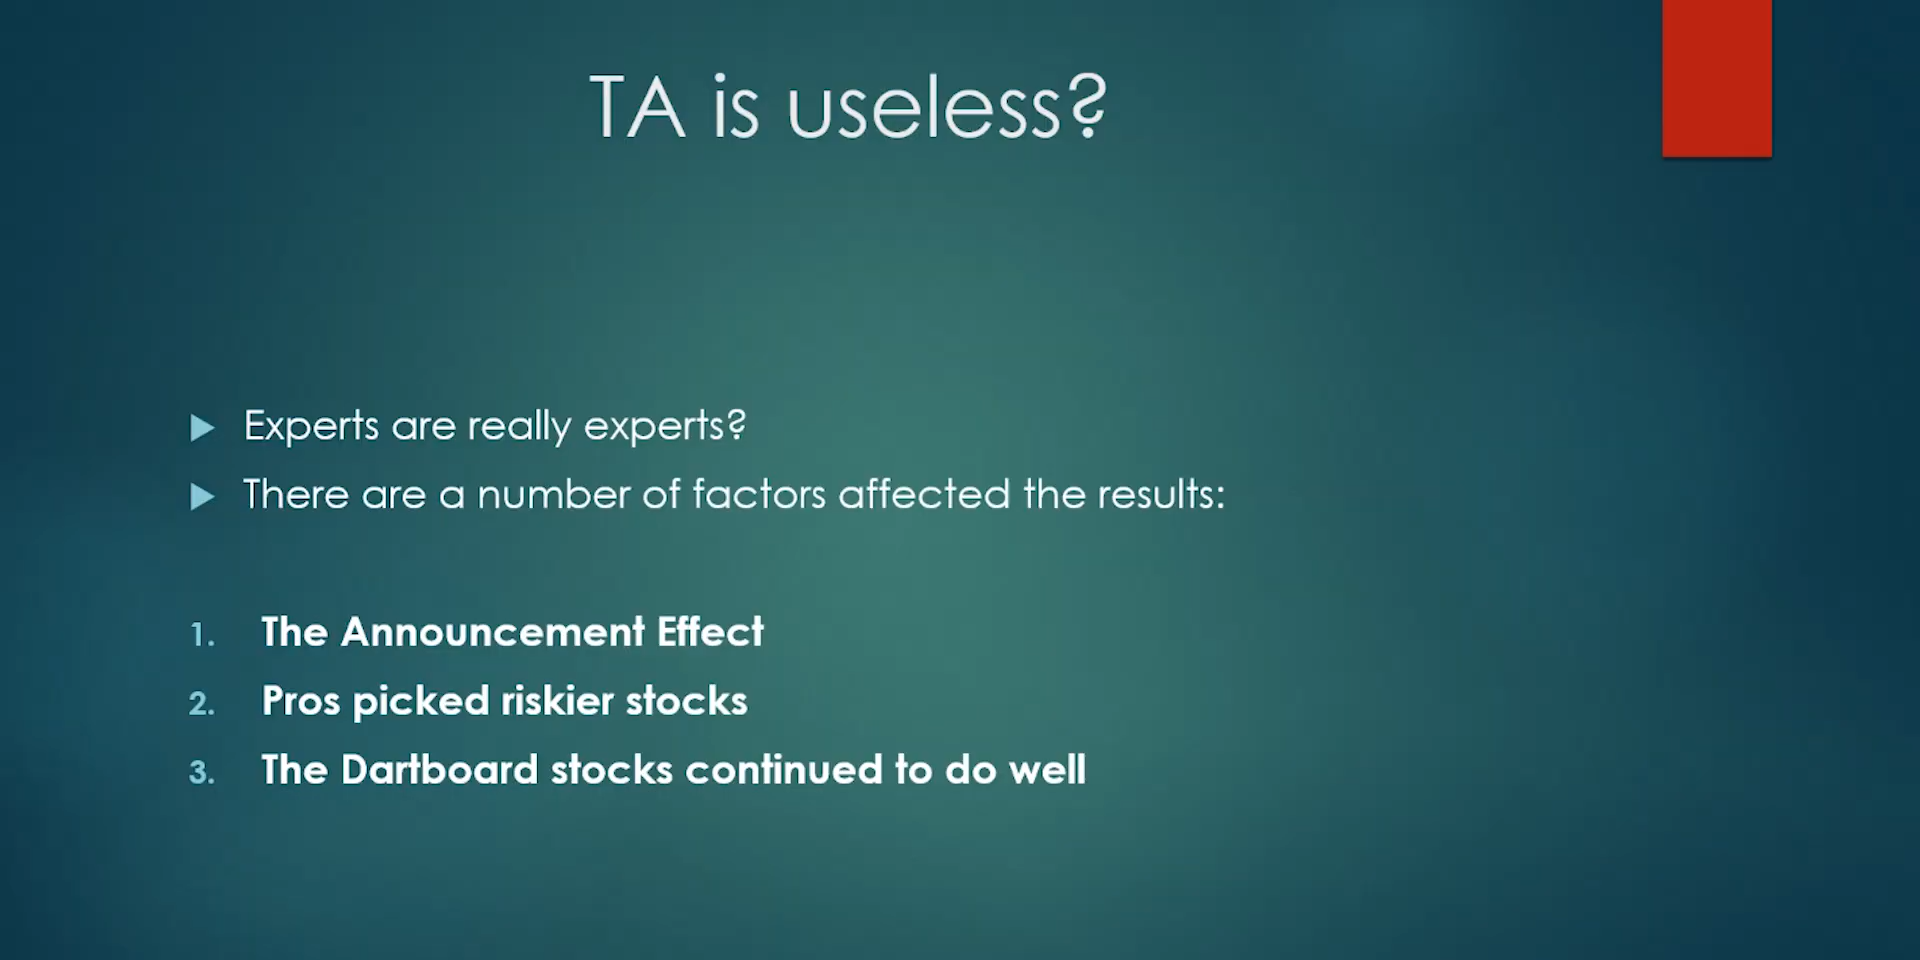 TA is useless?
Experts are really experts?
There are a number of factors affected the results:
1. The Announcement Effect
2. Pros picked riskier stocks
3. The Dartboard stocks continued to do well